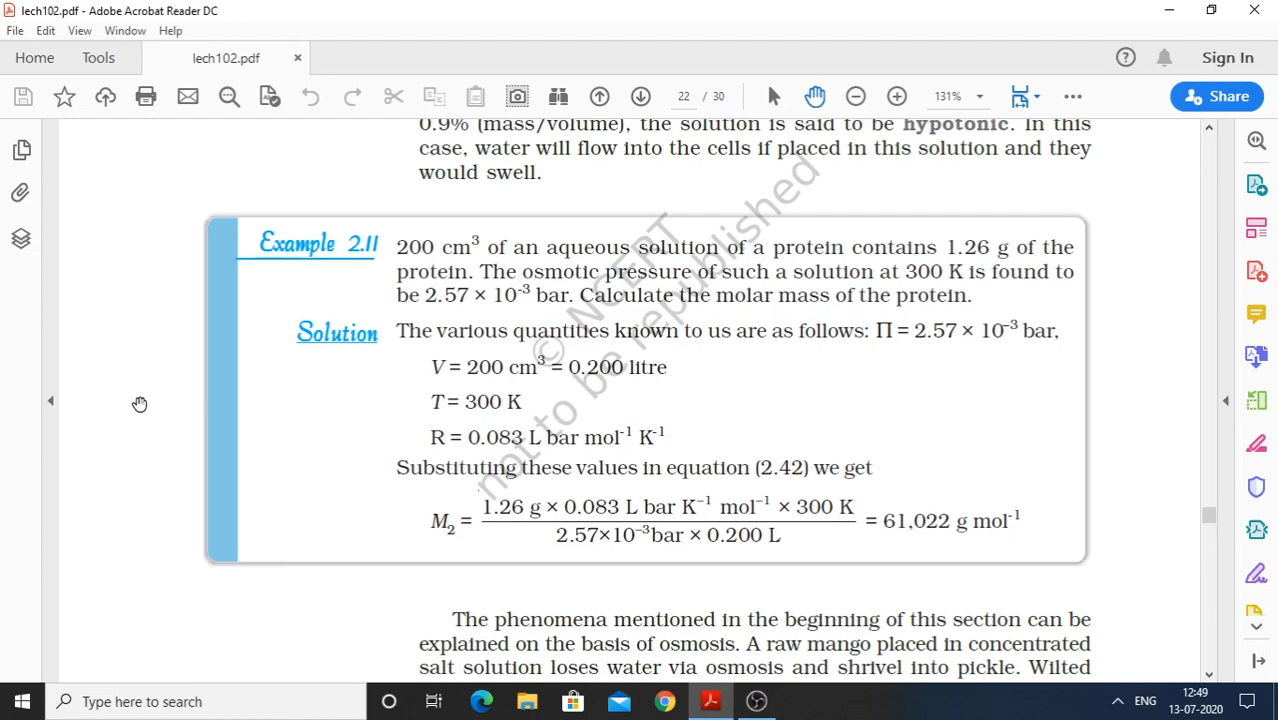 lech102.pdf - Adobe Acrobat Reader DC
File Edit View Window Help
Home Tools lech102.pdf × Sign In
22 / 30 131% Share
0.9% (mass/volume), the solution is said to be hypotonic. In this
case, water will flow into the cells if placed in this solution and they
would swell.
Example 2.11 200 cm³ of an aqueous solution of a protein contains 1.26 g of the
protein. The osmotic pressure of such a solution at 300 K is found to
be 2.57 × 10⁻³ bar. Calculate the molar mass of the protein.
Solution The various quantities known to us are as follows: Π = 2.57 × 10⁻³ bar,
V = 200 cm³ = 0.200 litre
T = 300 K
R = 0.083 L bar mol⁻¹ K⁻¹
Substituting these values in equation (2.42) we get
1.26 g × 0.083 L bar K⁻¹ mol⁻¹ × 300 K
M₂ = = 61,022 g mol⁻¹
2.57×10⁻³ bar × 0.200 L
© NCERT
not to be republished
The phenomena mentioned in the beginning of this section can be
explained on the basis of osmosis. A raw mango placed in concentrated
salt solution loses water via osmosis and shrivel into pickle. Wilted
Type here to search ENG 12:49
13-07-2020